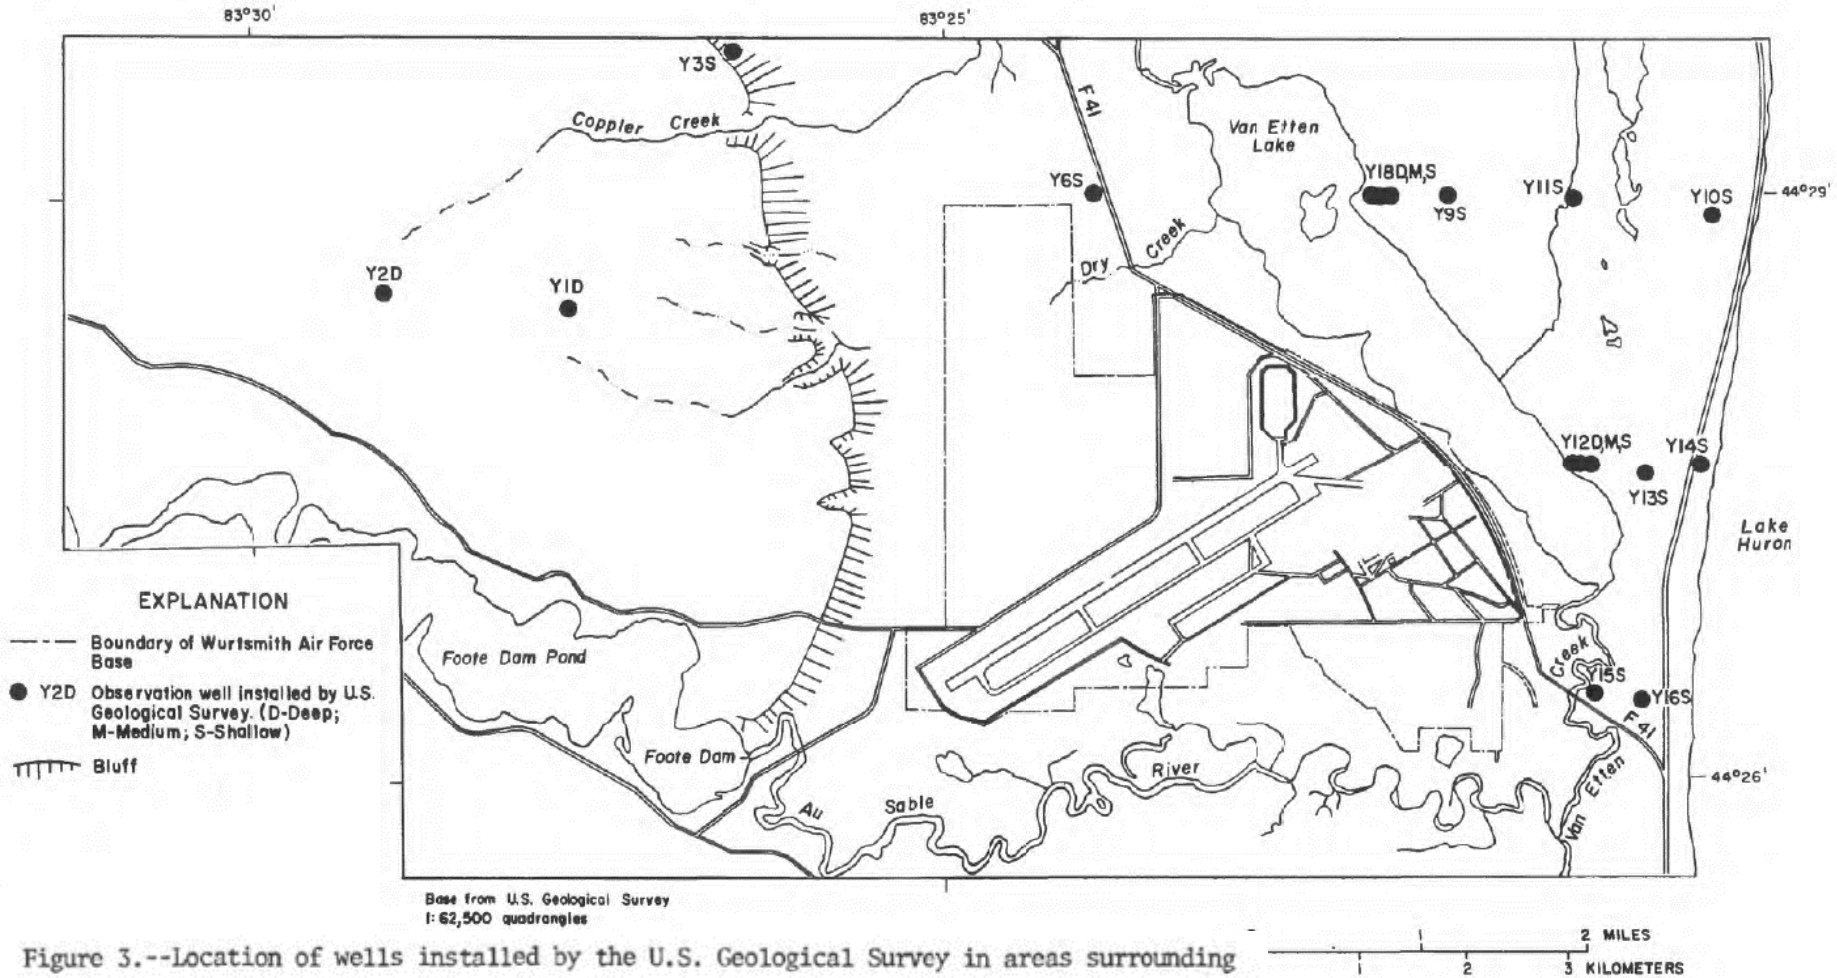 83°30'
83°25'
Y3S
Coppler Creek
F 41
Van Etten
Lake
Y6S
Y18D,M,S
Y9S
Y11S
Y10S
44°29'
Dry Creek
Y2D
Y1D
Y12D,M,S
Y14S
Y13S
Lake
Huron
EXPLANATION
Boundary of Wurtsmith Air Force
Base
Y2D Observation well installed by U.S.
Geological Survey. (D-Deep;
M-Medium; S-Shallow)
Bluff
Foote Dam Pond
Foote Dam
Au Sable River
Van Etten Creek
Y15S
Y16S
F 41
44°26'
Base from U.S. Geological Survey
1:62,500 quadrangles
1 2 MILES
1 2 3 KILOMETERS
Figure 3.--Location of wells installed by the U.S. Geological Survey in areas surrounding